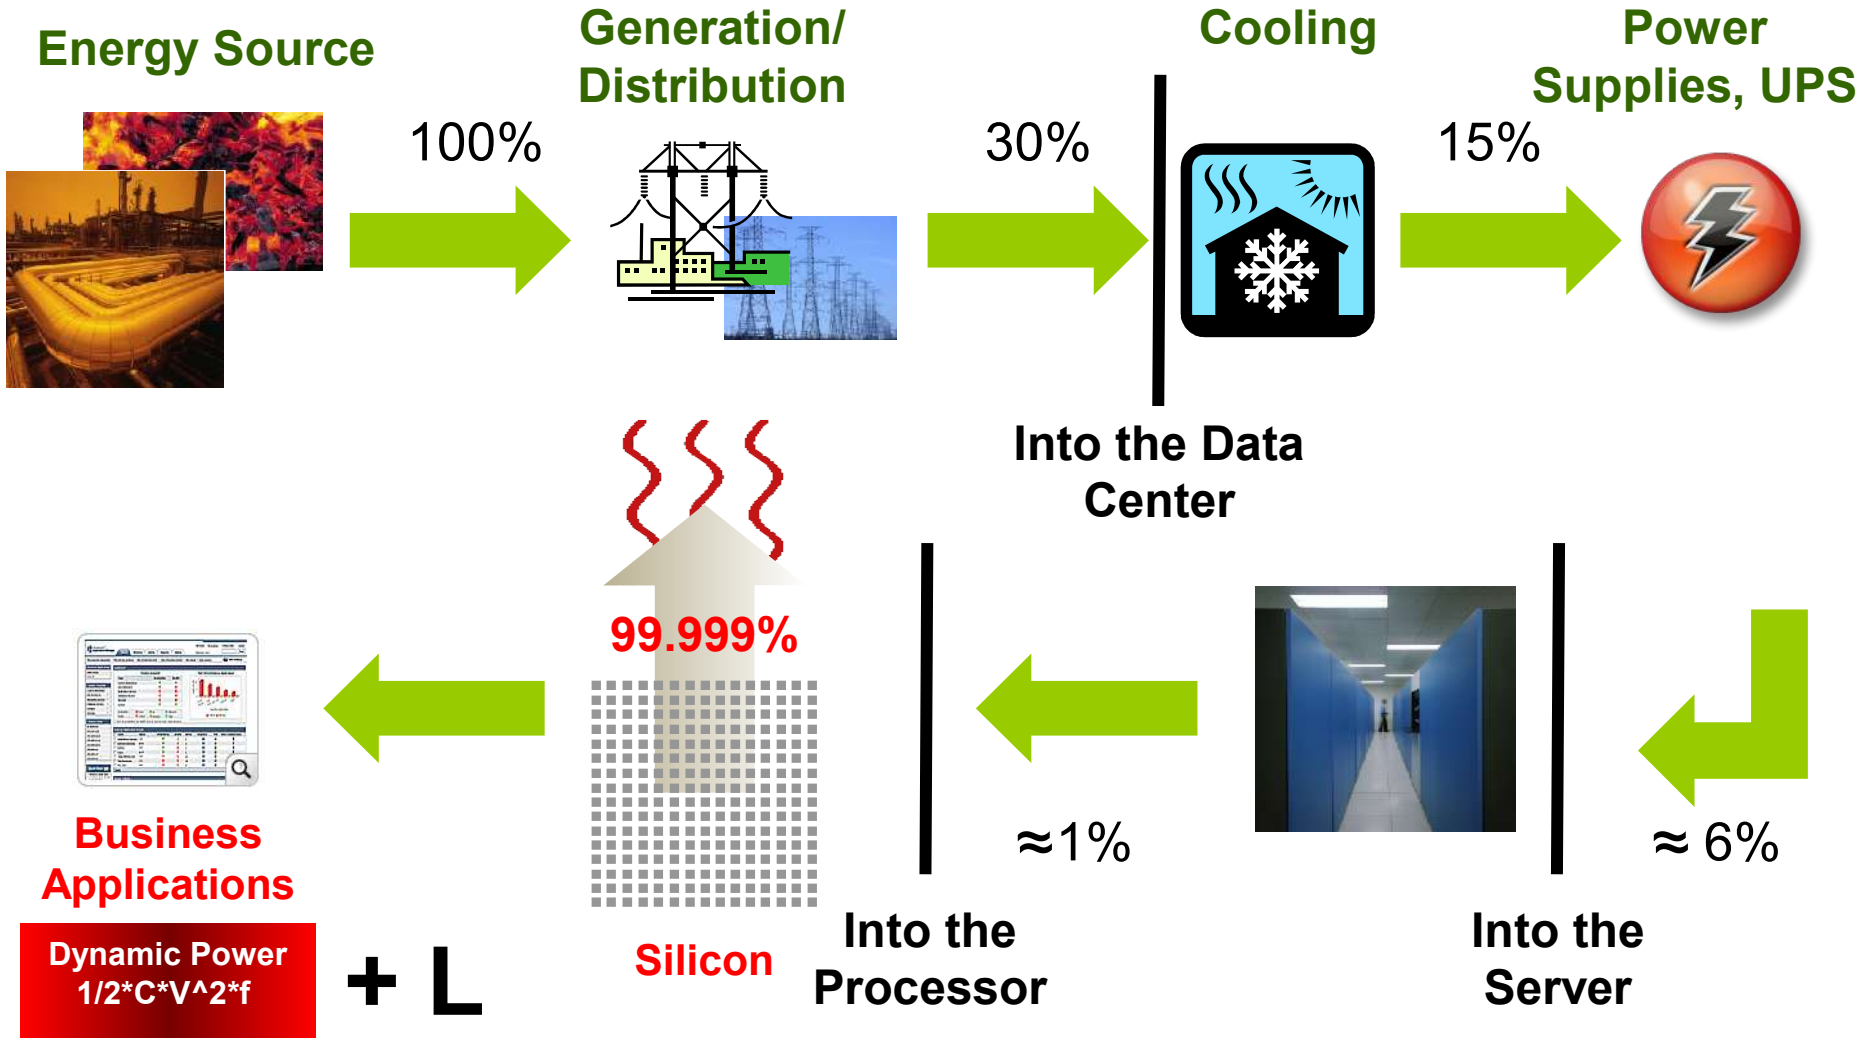 Energy Source
Generation/
Distribution
Cooling
Power
Supplies, UPS
100%
30%
15%
Into the Data
Center
99.999%
≈1%
≈ 6%
Business
Applications
Silicon
Into the
Processor
Into the
Server
Dynamic Power
1/2*C*V^2*f
+ L